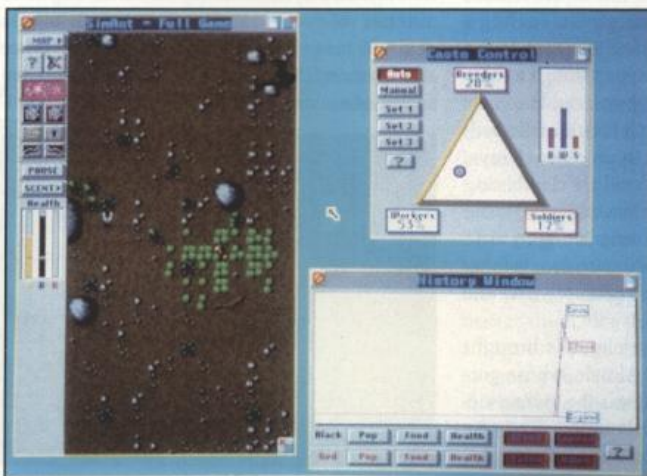 SimAnt - Full Game
MAP
?
PAUSE
SCENT
Health
B R
Caste Control
Auto
Manual
Set 1
Set 2
Set 3
?
Breeders
28%
B W S
Workers
53%
Soldiers
17%
History Window
Black Pop Food Health
Red Pop Food Health
?